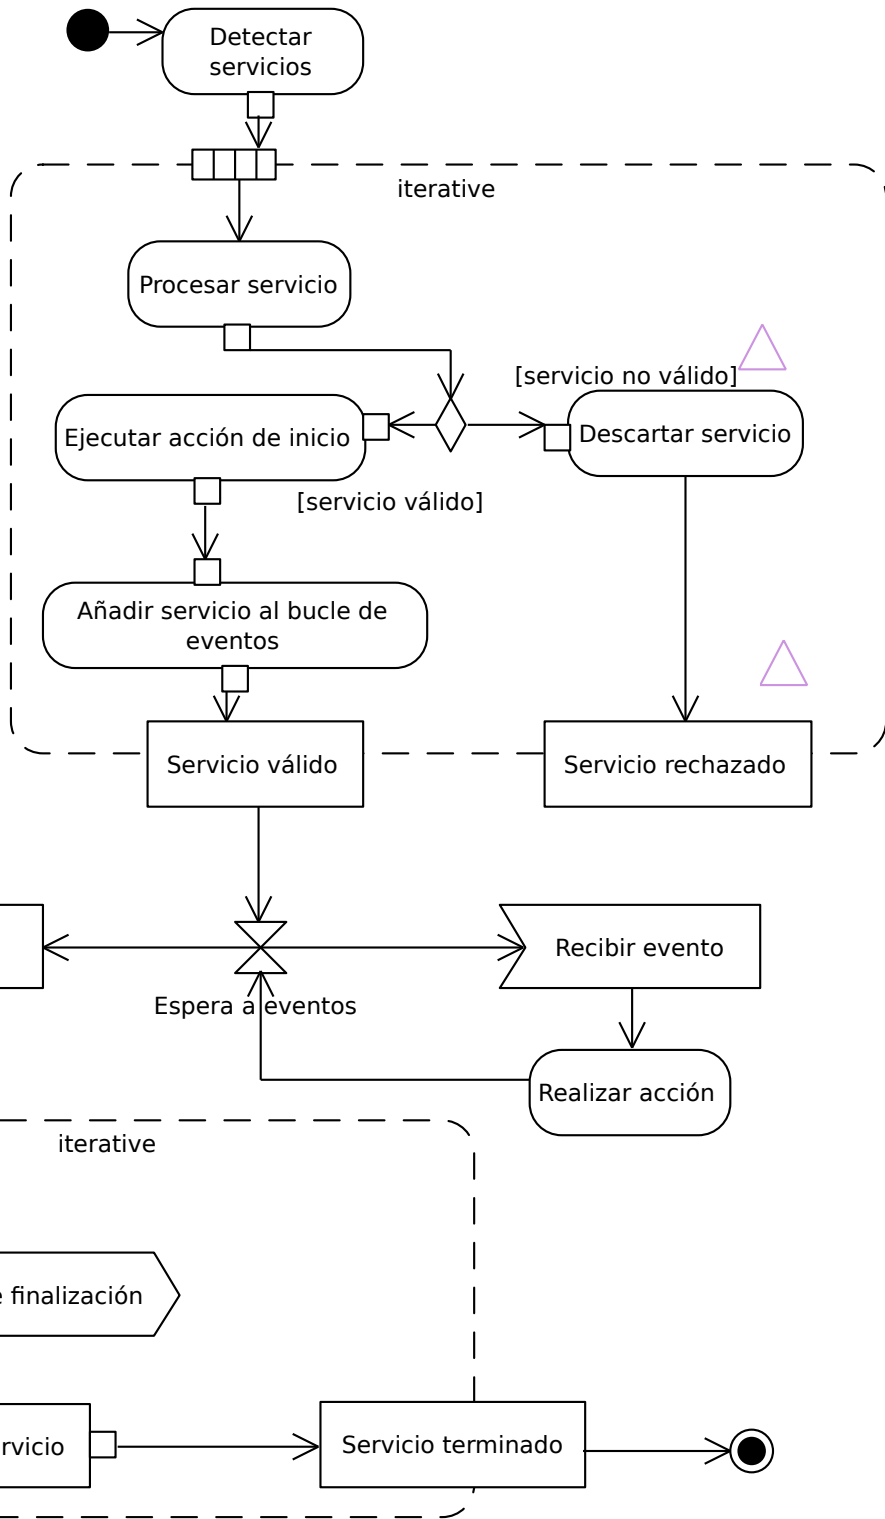 Detectar
servicios
iterative
Procesar servicio
[servicio no válido]
Ejecutar acción de inicio
Descartar servicio
[servicio válido]
Añadir servicio al bucle de
eventos
Servicio válido
Servicio rechazado
Recibir evento
Espera a eventos
Realizar acción
iterative
finalización
Servicio terminado